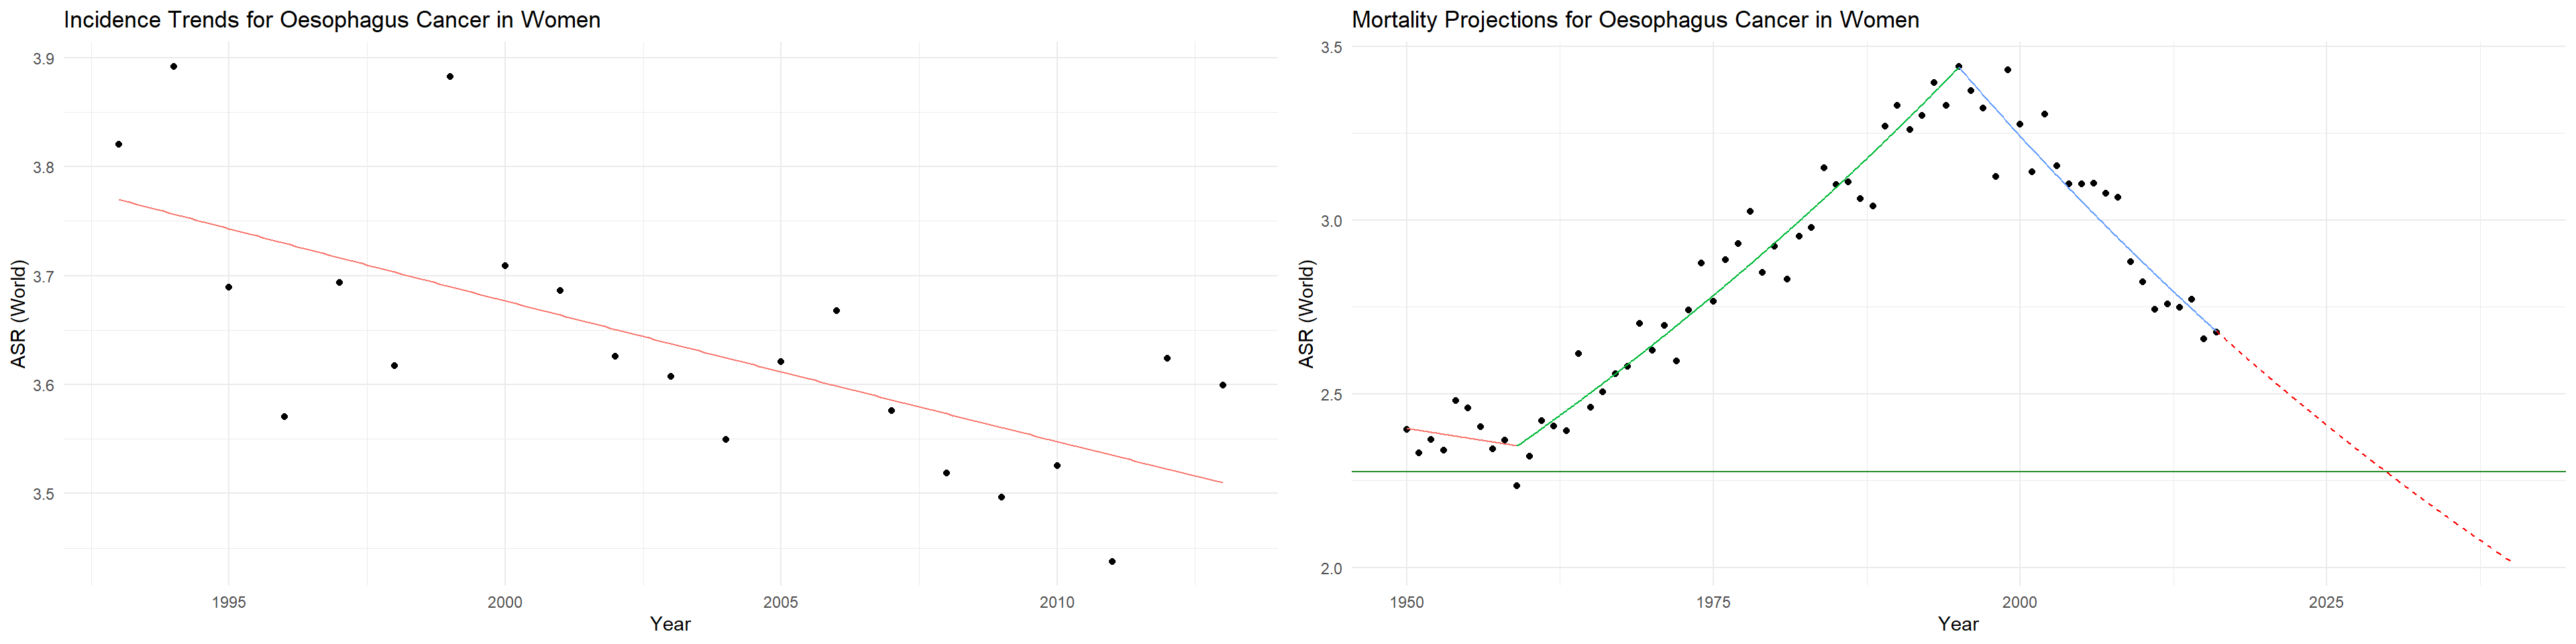 Incidence Trends for Oesophagus Cancer in Women
3.9
3.8
3.7
3.6
3.5
ASR (World)
1995 2000 2005 2010
Year
Mortality Projections for Oesophagus Cancer in Women
3.5
3.0
2.5
2.0
ASR (World)
1950 1975 2000 2025
Year